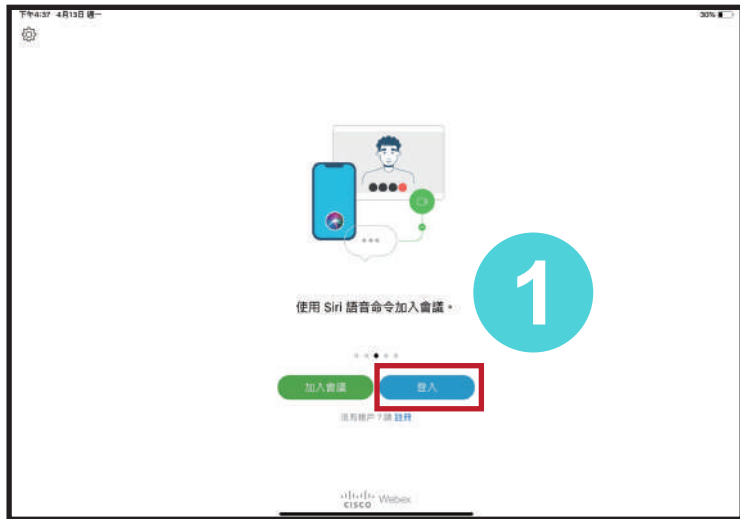 下午4:37 4月13日 週一
30%
使用 Siri 語音命令加入會議。
1
加入會議
登入
沒有帳戶？請 註冊
CISCO Webex